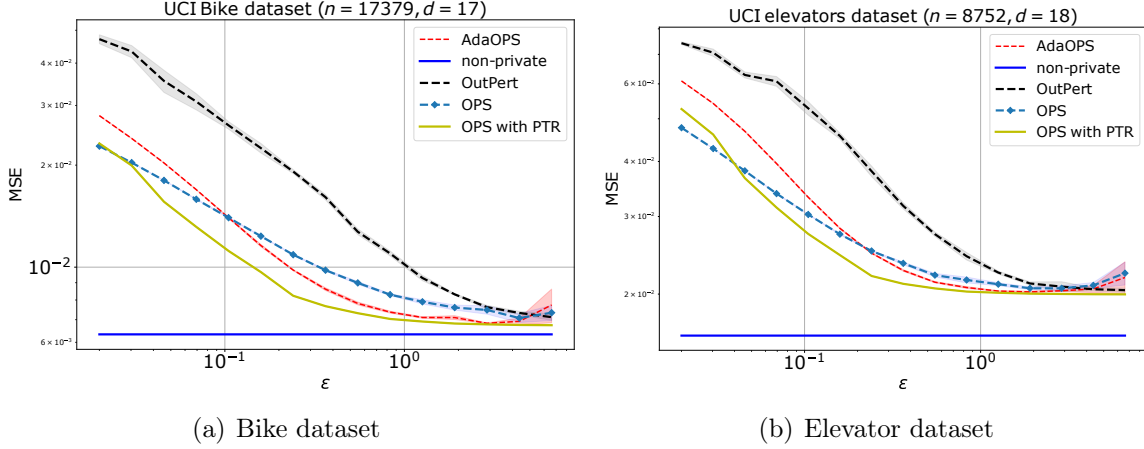 UCI Bike dataset (n = 17379, d = 17)
MSE
4 × 10⁻²
3 × 10⁻²
2 × 10⁻²
10⁻²
6 × 10⁻³
AdaOPS
non-private
OutPert
OPS
OPS with PTR
10⁻¹
10⁰
ε
(a) Bike dataset
UCI elevators dataset (n = 8752, d = 18)
MSE
6 × 10⁻²
4 × 10⁻²
3 × 10⁻²
2 × 10⁻²
AdaOPS
non-private
OutPert
OPS
OPS with PTR
10⁻¹
10⁰
ε
(b) Elevator dataset